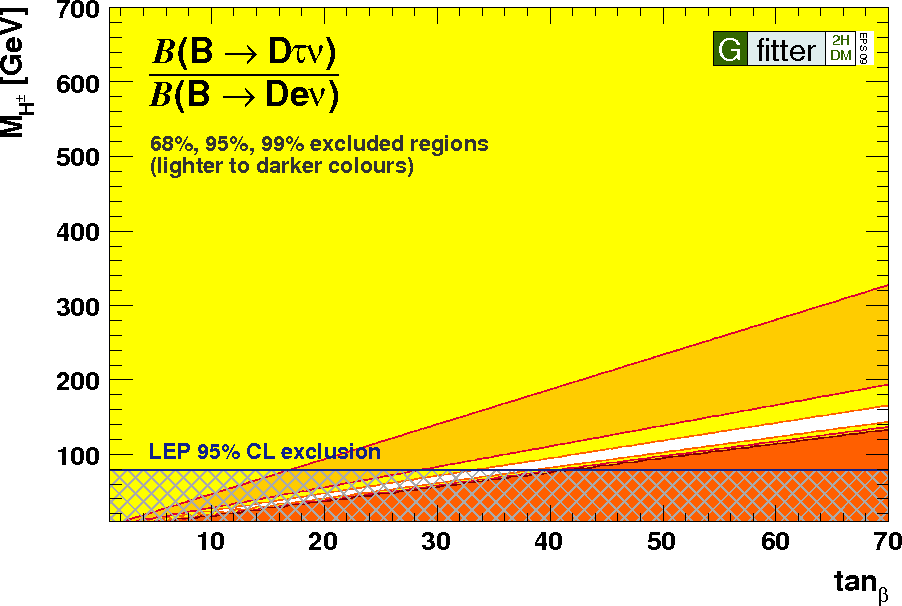 M_H± [GeV]
700
600
500
400
300
200
100
B(B → Dτν)
B(B → Deν)
68%, 95%, 99% excluded regions
(lighter to darker colours)
G fitter 2H DM EPS 09
LEP 95% CL exclusion
10 20 30 40 50 60 70
tan_β